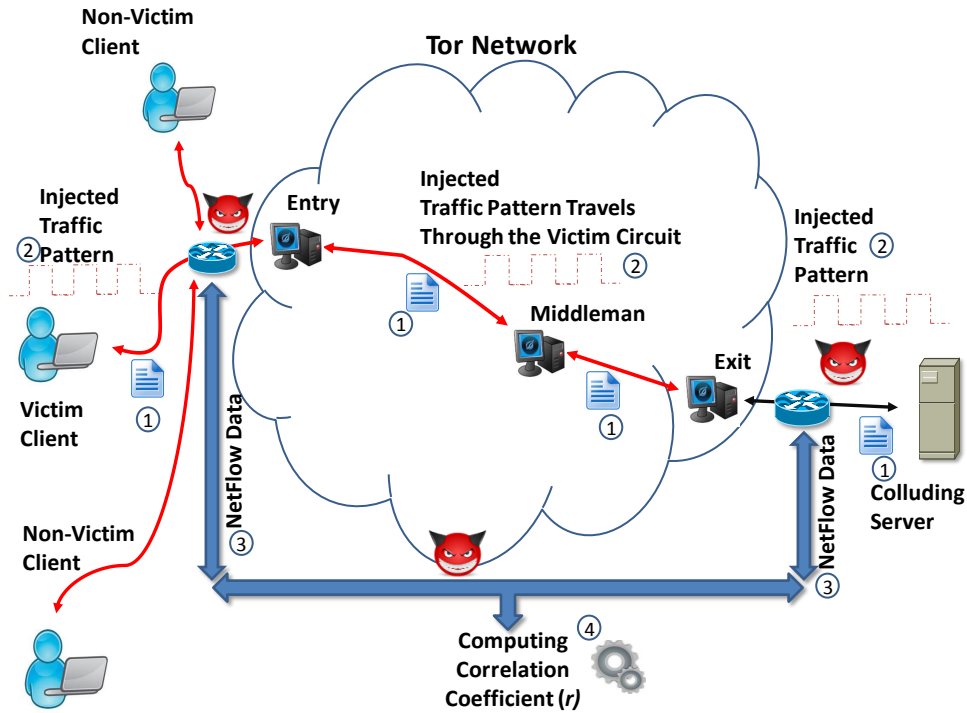 Non-Victim
Client
Tor Network
Injected
Traffic
Pattern
2
Entry
Injected
Traffic Pattern Travels
Through the Victim Circuit
2
Injected
Traffic
Pattern
2
1
Middleman
Exit
1
Victim
Client
1
1
Colluding
Server
NetFlow Data
3
NetFlow Data
3
Non-Victim
Client
Computing
Correlation
Coefficient (r)
4